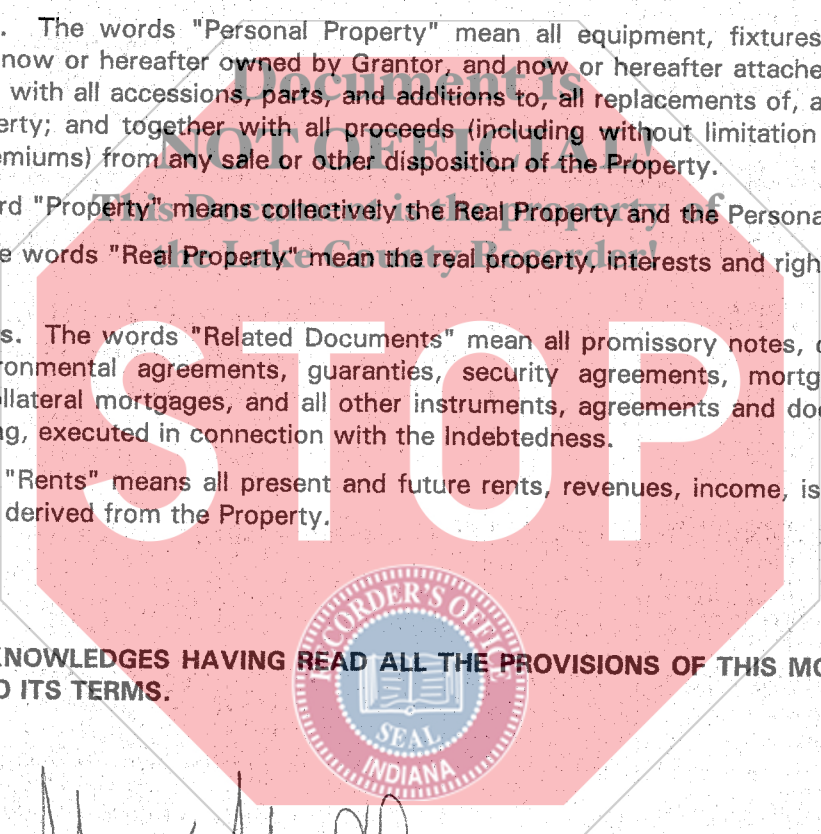 . The words "Personal Property" mean all equipment, fixtures
now or hereafter owned by Grantor, and now or hereafter attache
with all accessions, parts, and additions to, all replacements of, a
erty; and together with all proceeds (including without limitation
emiums) from any sale or other disposition of the Property.
rd "Property" means collectively the Real Property and the Persona
e words "Real Property" mean the real property, interests and righ
s. The words "Related Documents" mean all promissory notes, c
ronmental agreements, guaranties, security agreements, mortg
llateral mortgages, and all other instruments, agreements and do
ng, executed in connection with the Indebtedness.
"Rents" means all present and future rents, revenues, income, is
derived from the Property.
KNOWLEDGES HAVING READ ALL THE PROVISIONS OF THIS MO
O ITS TERMS.
Document is
NOT OFFICIAL!
This Document is the property of
the Lake County Recorder!
STOP
RECORDER'S OFFICE
SEAL
INDIANA